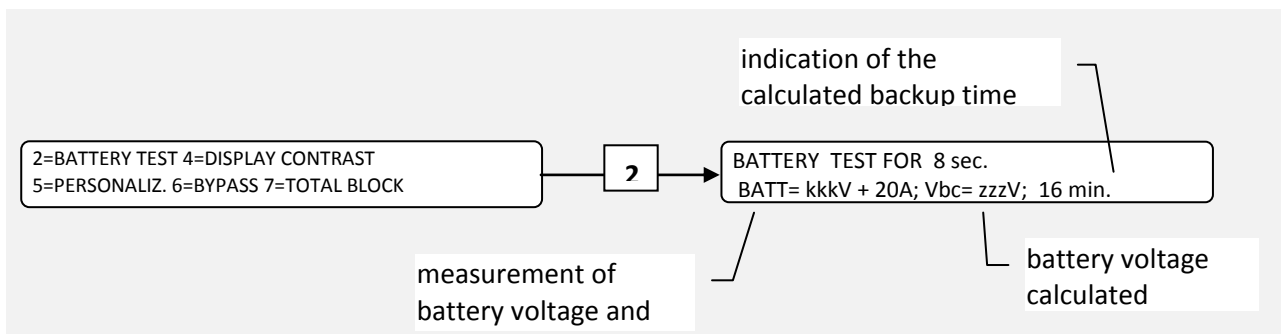 indication of the
calculated backup time
2=BATTERY TEST 4=DISPLAY CONTRAST
5=PERSONALIZ. 6=BYPASS 7=TOTAL BLOCK
2
BATTERY TEST FOR 8 sec.
BATT= kkkV + 20A; Vbc= zzzV; 16 min.
measurement of
battery voltage and
battery voltage
calculated